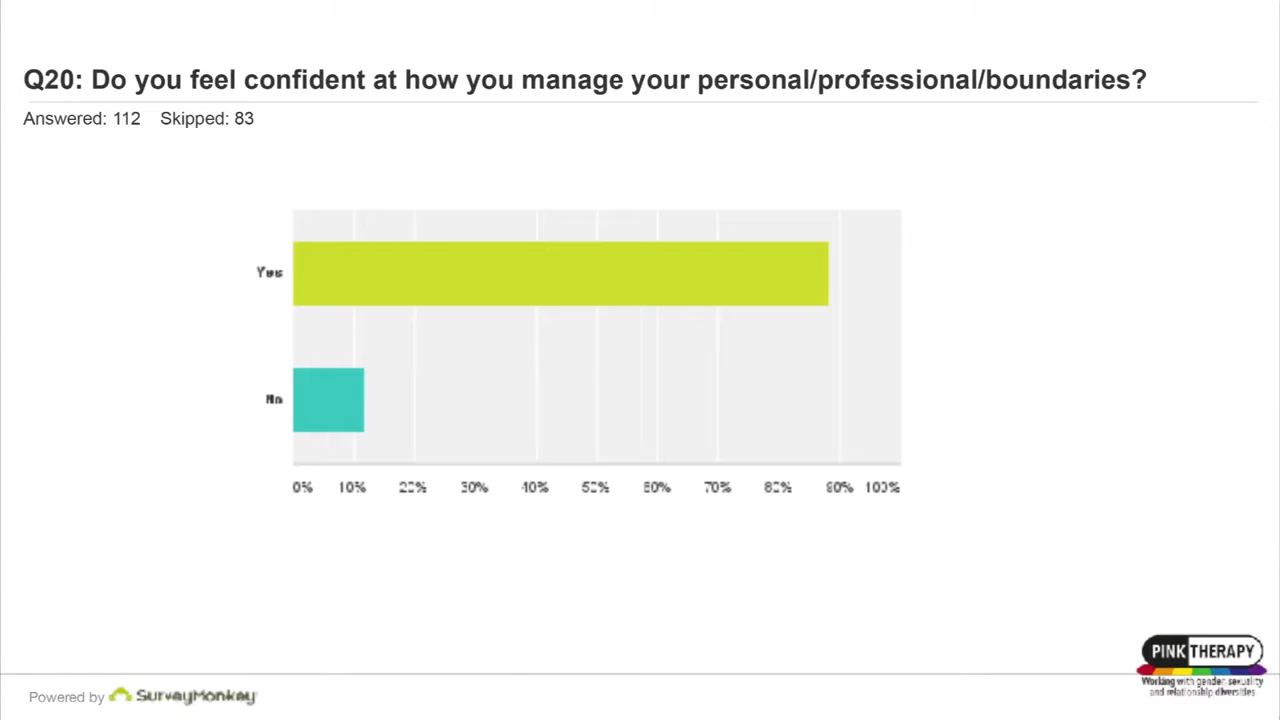 Q20: Do you feel confident at how you manage your personal/professional/boundaries?
Answered: 112 Skipped: 83
Yes
No
0% 10% 20% 30% 40% 50% 60% 70% 80% 90% 100%
PINK THERAPY
Working with gender, sexuality
and relationship diversities
Powered by SurveyMonkey